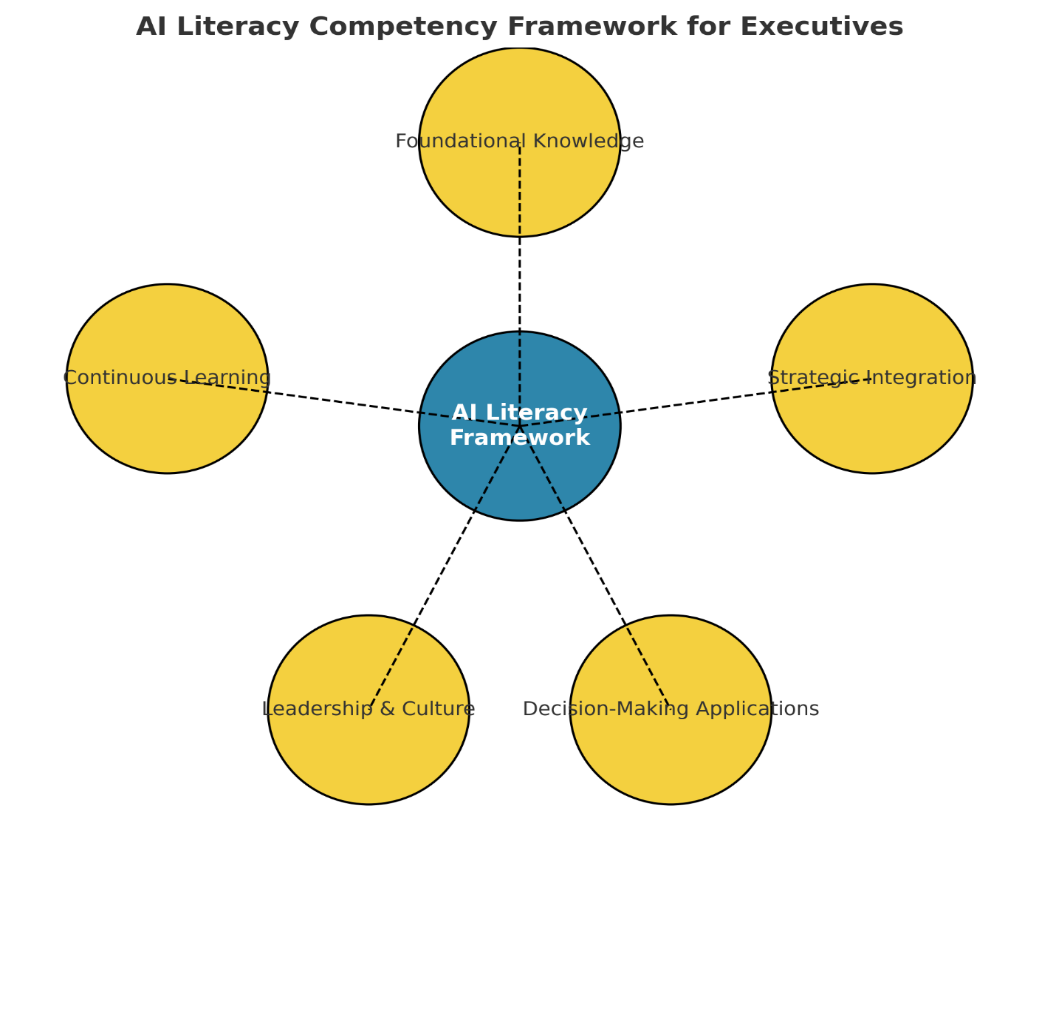 AI Literacy Competency Framework for Executives
Foundational Knowledge
Continuous Learning
Strategic Integration
AI Literacy
Framework
Leadership & Culture
Decision-Making Applications